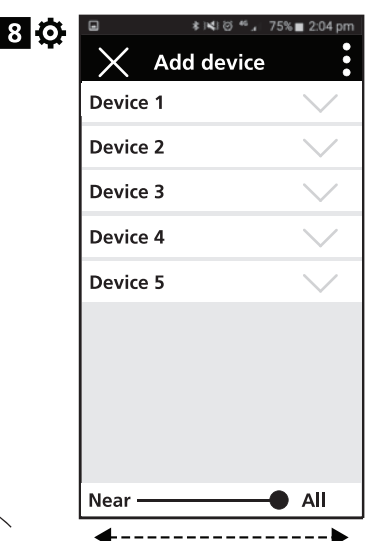 8
4G 75% 2:04 pm
Add device
Device 1
Device 2
Device 3
Device 4
Device 5
Near All